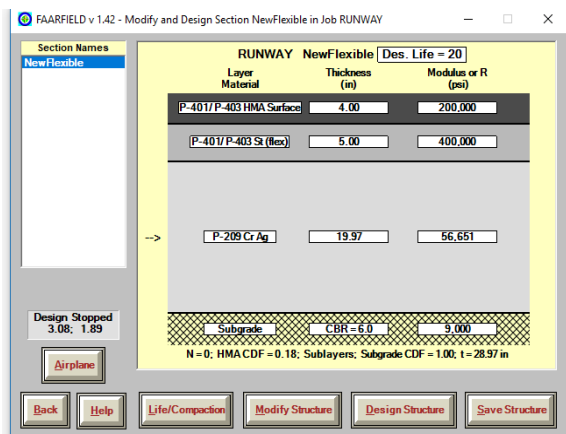 FAARFIELD v 1.42 - Modify and Design Section NewFlexible in Job RUNWAY
Section Names
NewFlexible
RUNWAY NewFlexible Des. Life = 20
Layer Material Thickness (in) Modulus or R (psi)
P-401/ P-403 HMA Surface 4.00 200,000
P-401/ P-403 St (flex) 5.00 400,000
--> P-209 Cr Ag 19.97 56,651
Subgrade CBR = 6.0 9,000
N = 0; HMA CDF = 0.18; Sublayers; Subgrade CDF = 1.00; t = 28.97 in
Design Stopped
3.08; 1.89
Airplane
Back Help Life/Compaction Modify Structure Design Structure Save Structure